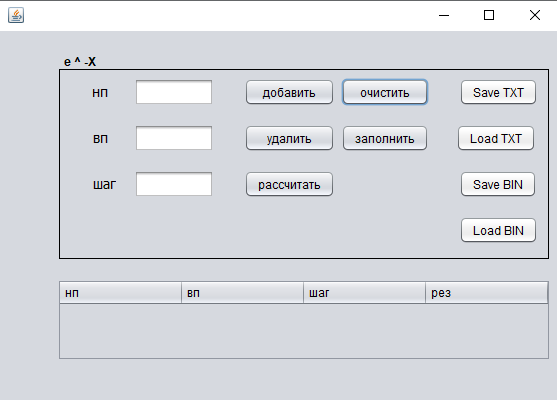 e ^ -X
нп добавить очистить Save TXT
вп удалить заполнить Load TXT
шаг рассчитать Save BIN
Load BIN
нп вп шаг рез